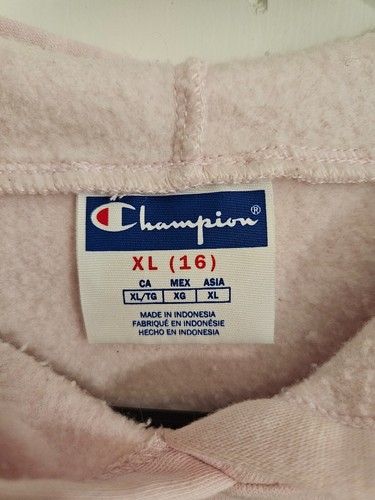 Champion®
XL (16)
CA MEX ASIA
XL/TG XG XL
MADE IN INDONESIA
FABRIQUÉ EN INDONÉSIE
HECHO EN INDONESIA